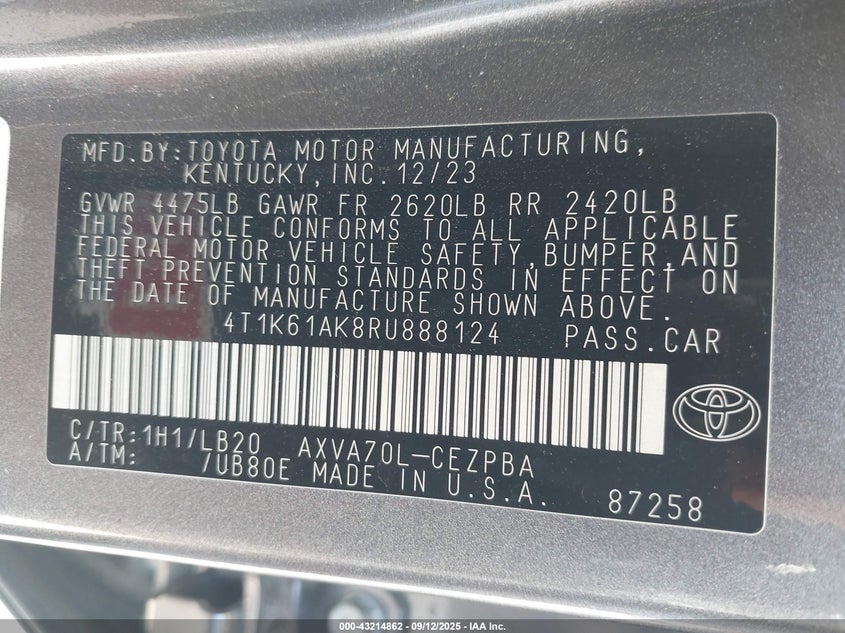 MFD.BY:TOYOTA MOTOR MANUFACTURING,
KENTUCKY,INC.12/23
GVWR 4475LB GAWR FR 2620LB RR 2420LB
THIS VEHICLE CONFORMS TO ALL APPLICABLE
FEDERAL MOTOR VEHICLE SAFETY,BUMPER,AND
THEFT PREVENTION STANDARDS IN EFFECT ON
THE DATE OF MANUFACTURE SHOWN ABOVE.
4T1K61AK8RU888124 PASS.CAR
C/TR:1H1/LB20 AXVA70L-CEZPBA
A/TM: 7UB80E MADE IN U.S.A.
87258
000-43214862 - 09/12/2025 - IAA Inc.